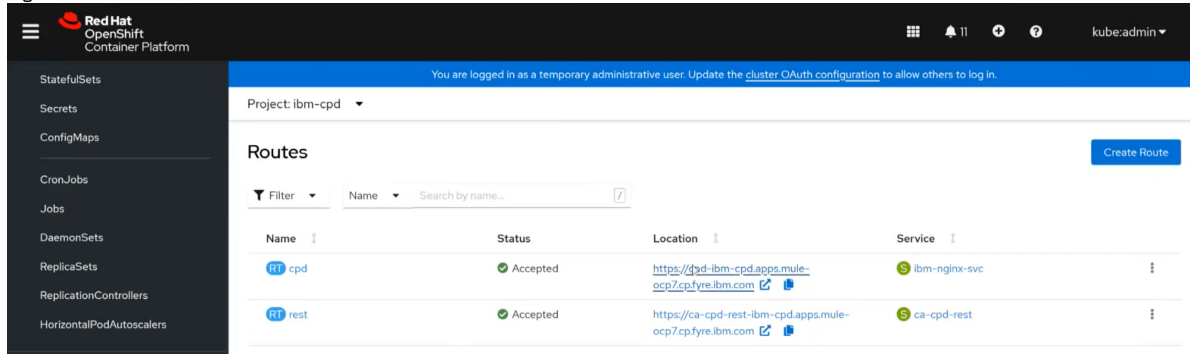 Red Hat
OpenShift
Container Platform
11
kube:admin
You are logged in as a temporary administrative user. Update the cluster OAuth configuration to allow others to log in.
StatefulSets
Secrets
ConfigMaps
CronJobs
Jobs
DaemonSets
ReplicaSets
ReplicationControllers
HorizontalPodAutoscalers
Project: ibm-cpd
Routes
Create Route
Filter
Name
Search by name...
/
Name Status Location Service
RT cpd Accepted https://cpd-ibm-cpd.apps.mule-
ocp7.cp.fyre.ibm.com
S ibm-nginx-svc
RT rest Accepted https://ca-cpd-rest-ibm-cpd.apps.mule-
ocp7.cp.fyre.ibm.com
S ca-cpd-rest